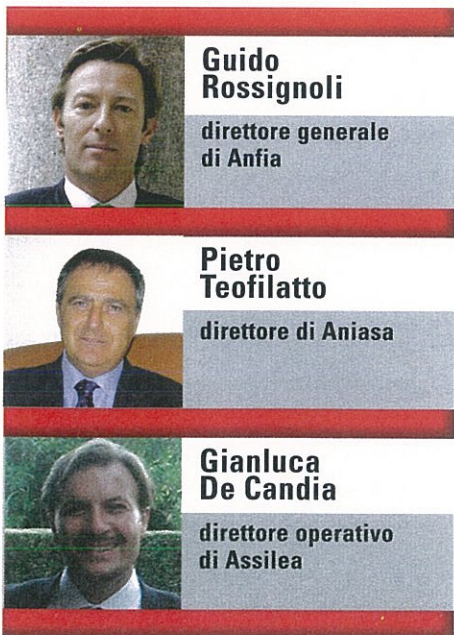 Guido
Rossignoli
direttore generale
di Anfia
Pietro
Teofilatto
direttore di Aniasa
Gianluca
De Candia
direttore operativo
di Assilea